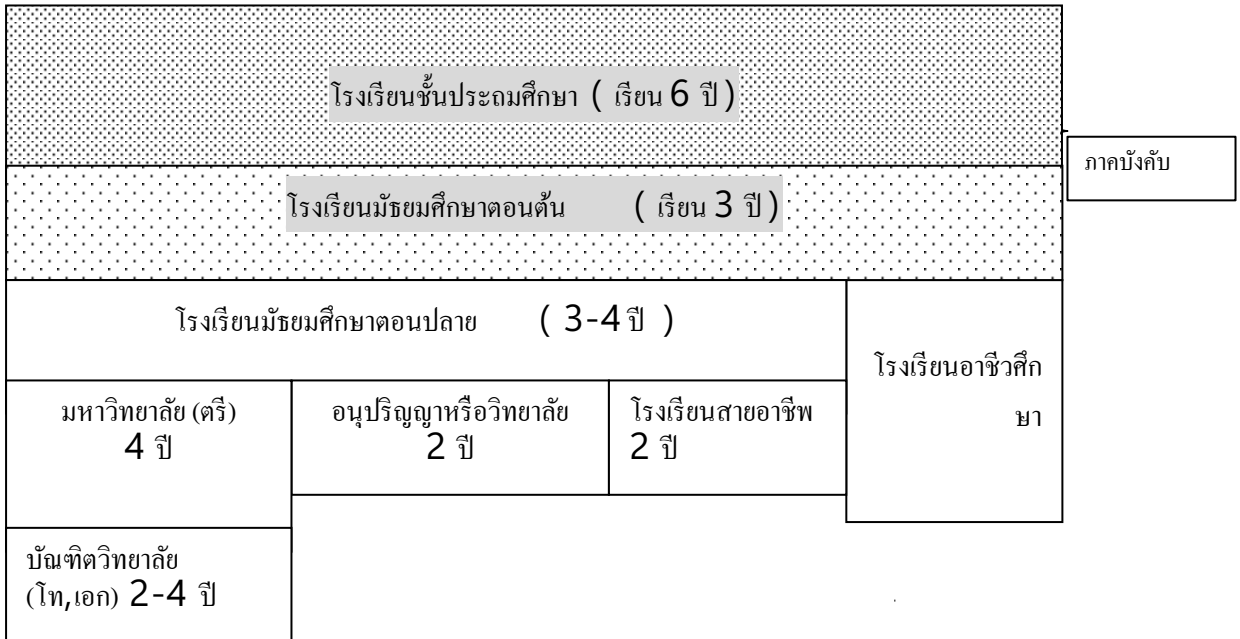 โรงเรียนชั้นประถมศึกษา ( เรียน 6 ปี )
ภาคบังคับ
โรงเรียนมัธยมศึกษาตอนต้น ( เรียน 3 ปี )
โรงเรียนมัธยมศึกษาตอนปลาย ( 3-4 ปี )
โรงเรียนอาชีวศึก
ษา
มหาวิทยาลัย (ตรี)
4 ปี
อนุปริญญาหรือวิทยาลัย
2 ปี
โรงเรียนสายอาชีพ
2 ปี
บัณฑิตวิทยาลัย
(โท,เอก) 2-4 ปี